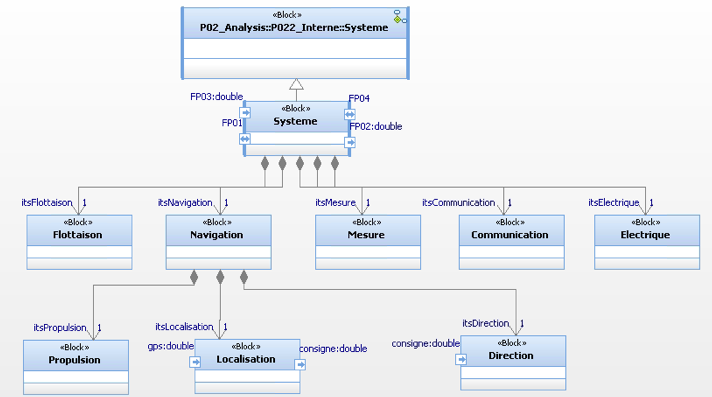 «Block»
P02_Analysis::P022_Interne::Systeme
FP03:double
«Block»
FP04
Systeme
FP01
FP02:double
itsFlottaison
1
itsNavigation
1
itsMesure
1
itsCommunication
1
itsElectrique
1
«Block»
Flottaison
«Block»
Navigation
«Block»
Mesure
«Block»
Communication
«Block»
Electrique
itsPropulsion
1
itsLocalisation
1
itsDirection
1
«Block»
Propulsion
gps:double
«Block»
Localisation
consigne:double
consigne:double
«Block»
Direction